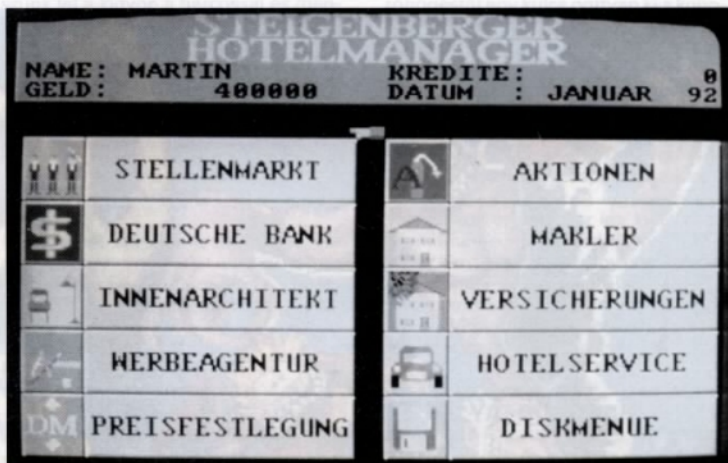 STEIGENBERGER
HOTELMANAGER
NAME: MARTIN KREDITE: 0
GELD: 400000 DATUM : JANUAR 92
STELLENMARKT
AKTIONEN
$
DEUTSCHE BANK
MAKLER
INNENARCHITEKT
VERSICHERUNGEN
WERBEAGENTUR
HOTELSERVICE
DM
PREISFESTLEGUNG
DISKMENUE